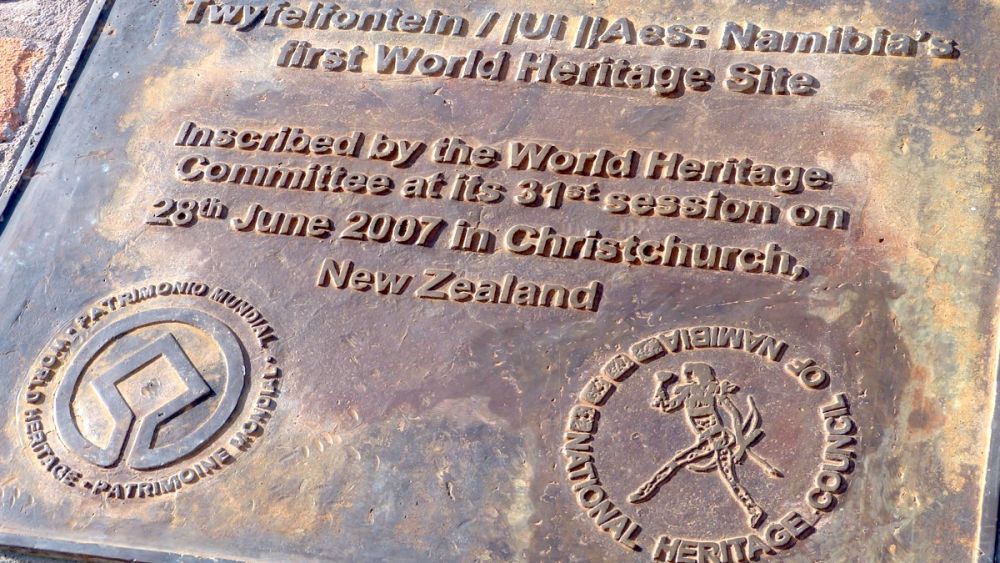 Twyfelfontein / |Ui ||Aes: Namibia's
first World Heritage Site
Inscribed by the World Heritage
Committee at its 31st session on
28th June 2007 in Christchurch,
New Zealand
WORLD HERITAGE • PATRIMOINE MONDIAL • PATRIMONIO MUNDIAL
NATIONAL HERITAGE COUNCIL OF NAMIBIA